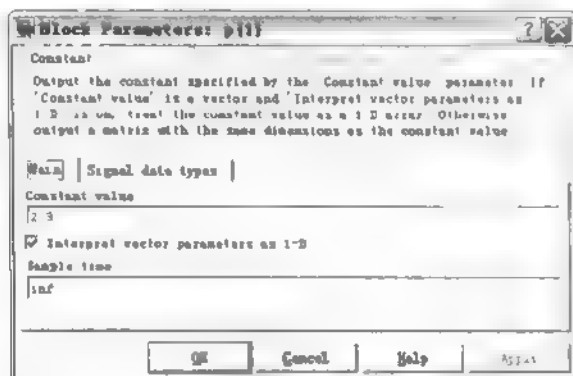 Block Parameters: p{1}
Constant
Output the constant specified by the 'Constant value' parameter. If
'Constant value' is a vector and 'Interpret vector parameters as
1-D' is on, treat the constant value as a 1-D array. Otherwise,
output a matrix with the same dimensions as the constant value.
Main Signal data types
Constant value
Interpret vector parameters as 1-D
Sample time
inf
OK Cancel Help Apply